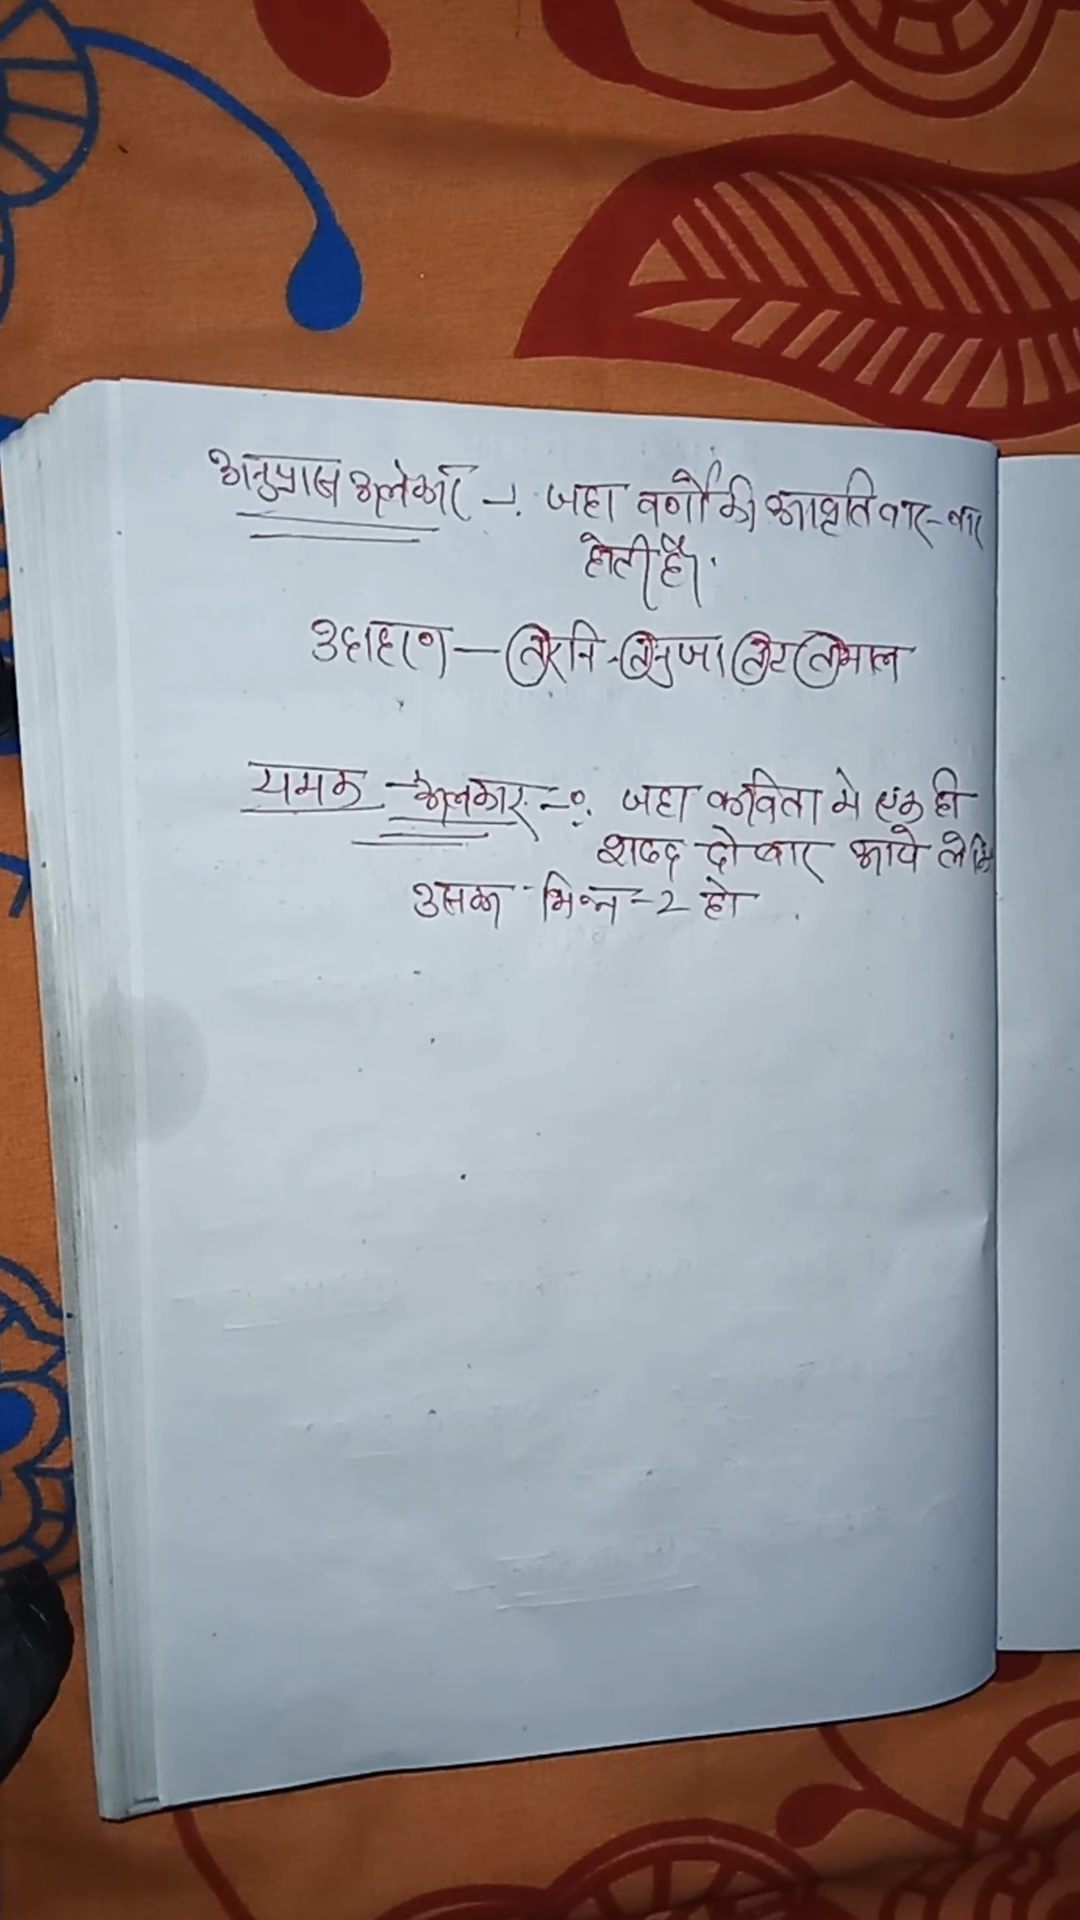 अनुप्रास अलंकार -: जहा वर्णो की आवृति बार-बार
होती है.
उदाहरण — तरनि-तनुजा तट तमाल
यमक - अलंकार -: जहा कविता मे एक ही
शब्द दो बार आये
उसका भिन्न-2 हो